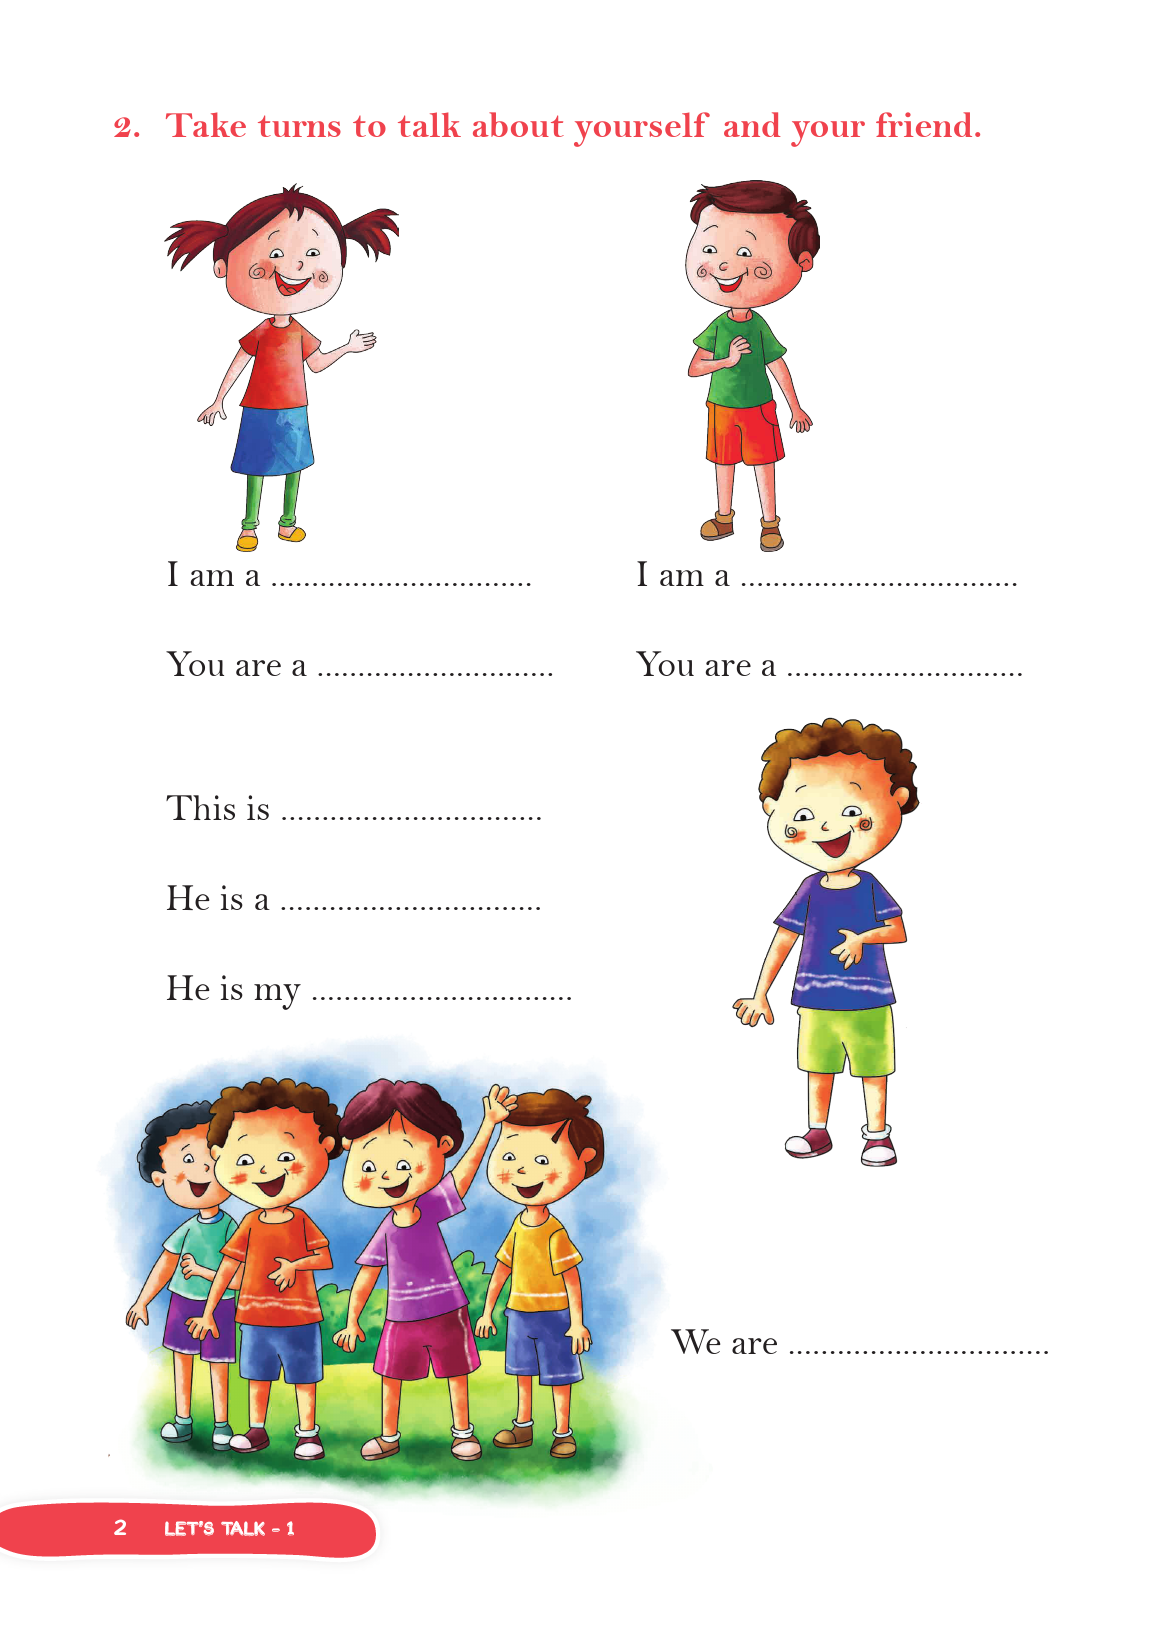 2. Take turns to talk about yourself and your friend.
I am a ................................
I am a ..................................
You are a .............................
You are a .............................
This is ................................
He is a ................................
He is my ................................
We are ................................
2 LET'S TALK - 1